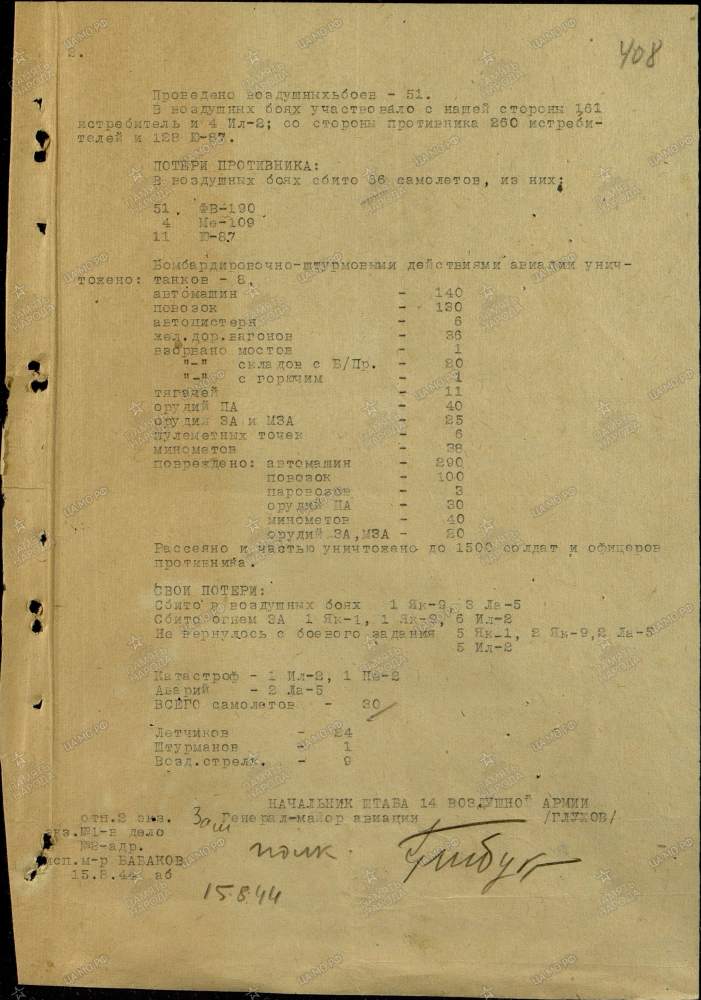 2.
408
Проведено воздушныхьбоев - 51.
В воздушных боях участвовало с нашей стороны 161
истребитель и 4 Ил-2; со стороны противника 260 истреби-
телей и 128 Ю-87.
ПОТЕРИ ПРОТИВНИКА:
В воздушных боях сбито 66 самолетов, из них:
51 ФВ-190
4 Ме-109
11 Ю-87
Бомбардировочно-штурмовыми действиями авиации унич-
тожено: танков - 8,
автомашин - 140
повозок - 130
автоцистерн - 6
жел.дор.вагонов - 36
взорвано мостов - 1
"-" складов с Б/Пр. - 20
"-" с горючим - 1
тягачей - 11
орудий ПА - 40
орудий ЗА и МЗА - 25
пулеметных точек - 6
минометов - 38
повреждено: автомашин - 290
повозок - 100
паровозов - 3
орудий ПА - 30
минометов - 40
орудий ЗА,МЗА - 20
Рассеяно и частью уничтожено до 1500 солдат и офицеров
противника.
СВОИ ПОТЕРИ:
Сбито в воздушных боях 1 Як-9, 3 Ла-5
Сбито огнем ЗА 1 Як-1, 1 Як-9, 6 Ил-2
Не вернулось с боевого задания 5 Як-1, 2 Як-9,2 Ла-5
5 Ил-2
Катастроф - 1 Ил-2, 1 Пе-2
Аварий - 2 Ла-5
ВСЕГО самолетов - 30
Летчиков - 24
Штурманов - 1
Возд.стрелк. - 9
НАЧАЛЬНИК ШТАБА 14 ВОЗДУШНОЙ АРМИИ
отп.2 экз. Зам Генерал-майор авиации /ГЛУХОВ/
экз.№1-в дело
№2-адр. полк.
исп.м-р БАБАКОВ
15.8.44 аб
15.8.44